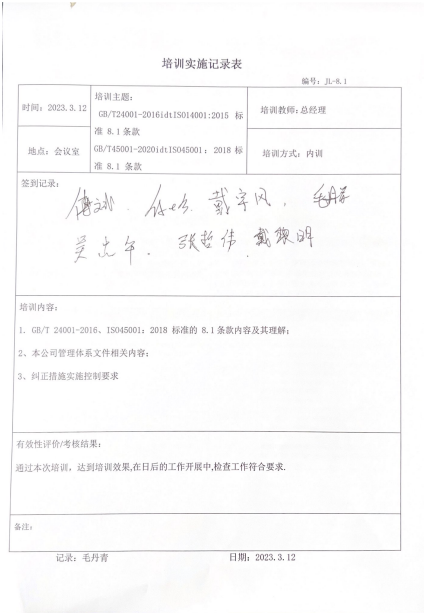 培训实施记录表
编号：JL-8.1
时间：2023.3.12
培训主题：
GB/T24001-2016idtISO14001:2015 标
准 8.1 条款
GB/T45001-2020idtISO45001：2018 标
准 8.1 条款
培训教师：总经理
地点：会议室
培训方式：内训
签到记录：
戴宇风 毛丹青
吴志午 张哲伟 戴
培训内容：
1、GB/T 24001-2016、ISO45001：2018 标准的 8.1 条款内容及其理解；
2、本公司管理体系文件相关内容；
3、纠正措施实施控制要求
有效性评价/考核结果：
通过本次培训，达到培训效果,在日后的工作开展中,检查工作符合要求.
备注：
记录：毛丹青
日期：2023.3.12